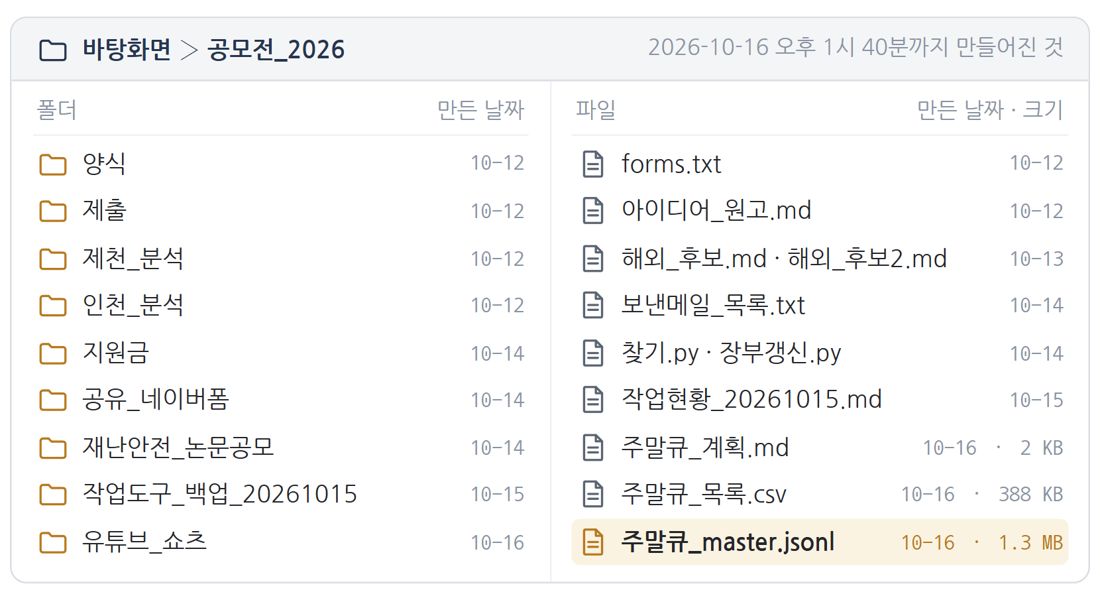 바탕화면 > 공모전_2026
2026-10-16 오후 1시 40분까지 만들어진 것
폴더 만든 날짜
양식 10-12
제출 10-12
제천_분석 10-12
인천_분석 10-12
지원금 10-14
공유_네이버폼 10-14
재난안전_논문공모 10-14
작업도구_백업_20261015 10-15
유튜브_쇼츠 10-16
파일 만든 날짜 · 크기
forms.txt 10-12
아이디어_원고.md 10-12
해외_후보.md · 해외_후보2.md 10-13
보낸메일_목록.txt 10-14
찾기.py · 장부갱신.py 10-14
작업현황_20261015.md 10-15
주말큐_계획.md 10-16 · 2 KB
주말큐_목록.csv 10-16 · 388 KB
주말큐_master.jsonl 10-16 · 1.3 MB